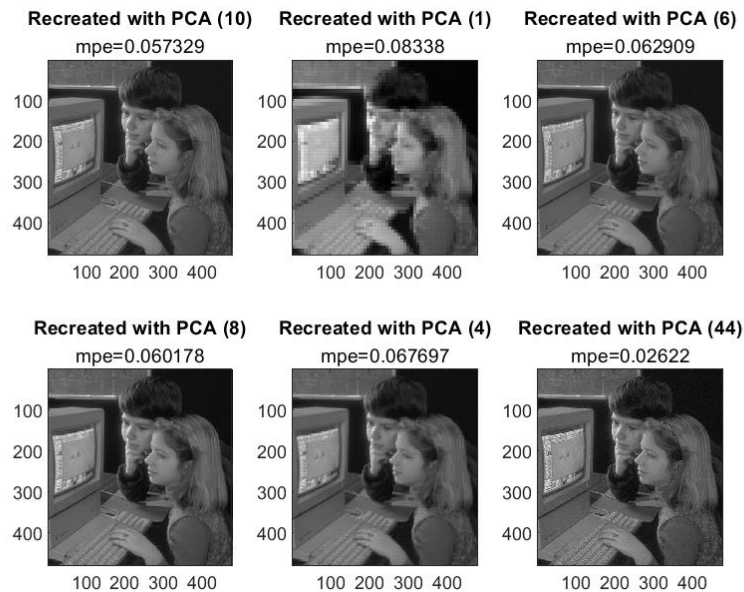 Recreated with PCA (10)
mpe=0.057329
100
200
300
400
100 200 300 400
Recreated with PCA (1)
mpe=0.08338
100
200
300
400
100 200 300 400
Recreated with PCA (6)
mpe=0.062909
100
200
300
400
100 200 300 400
Recreated with PCA (8)
mpe=0.060178
100
200
300
400
100 200 300 400
Recreated with PCA (4)
mpe=0.067697
100
200
300
400
100 200 300 400
Recreated with PCA (44)
mpe=0.02622
100
200
300
400
100 200 300 400